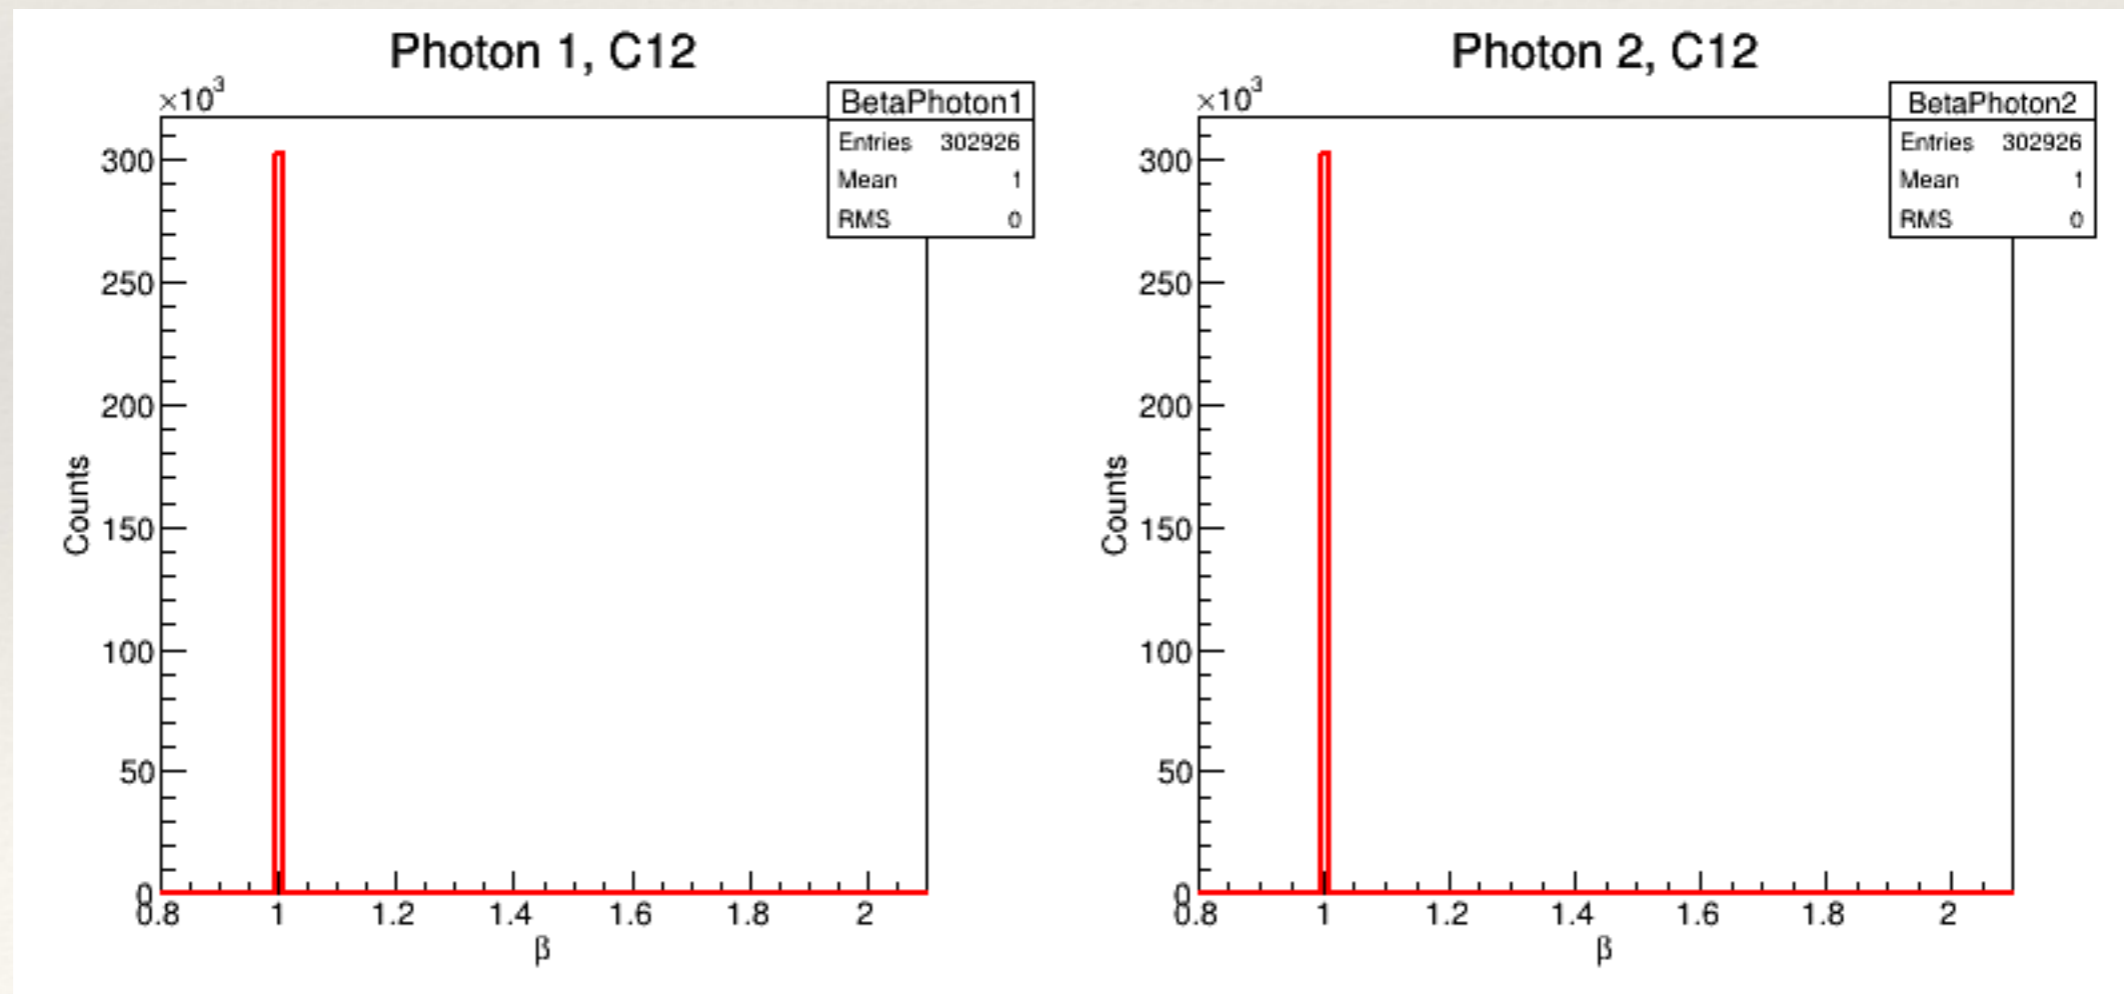 Photon 1, C12
×10³
BetaPhoton1
Entries 302926
Mean 1
RMS 0
300
250
200
150
100
50
0
Counts
0.8 1 1.2 1.4 1.6 1.8 2
β
Photon 2, C12
×10³
BetaPhoton2
Entries 302926
Mean 1
RMS 0
300
250
200
150
100
50
0
Counts
0.8 1 1.2 1.4 1.6 1.8 2
β